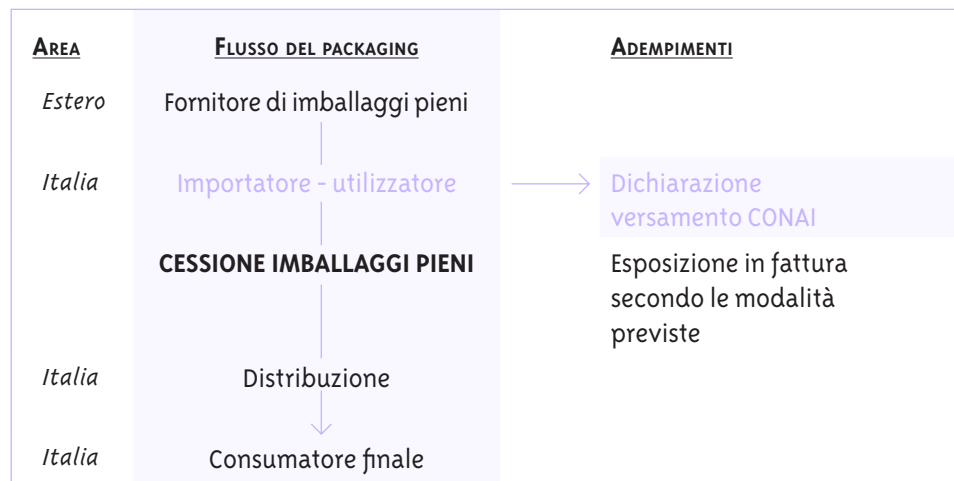 AREA FLUSSO DEL PACKAGING ADEMPIMENTI
Estero Fornitore di imballaggi pieni
Italia Importatore - utilizzatore Dichiarazione
versamento CONAI
CESSIONE IMBALLAGGI PIENI Esposizione in fattura
secondo le modalità
previste
Italia Distribuzione
Italia Consumatore finale